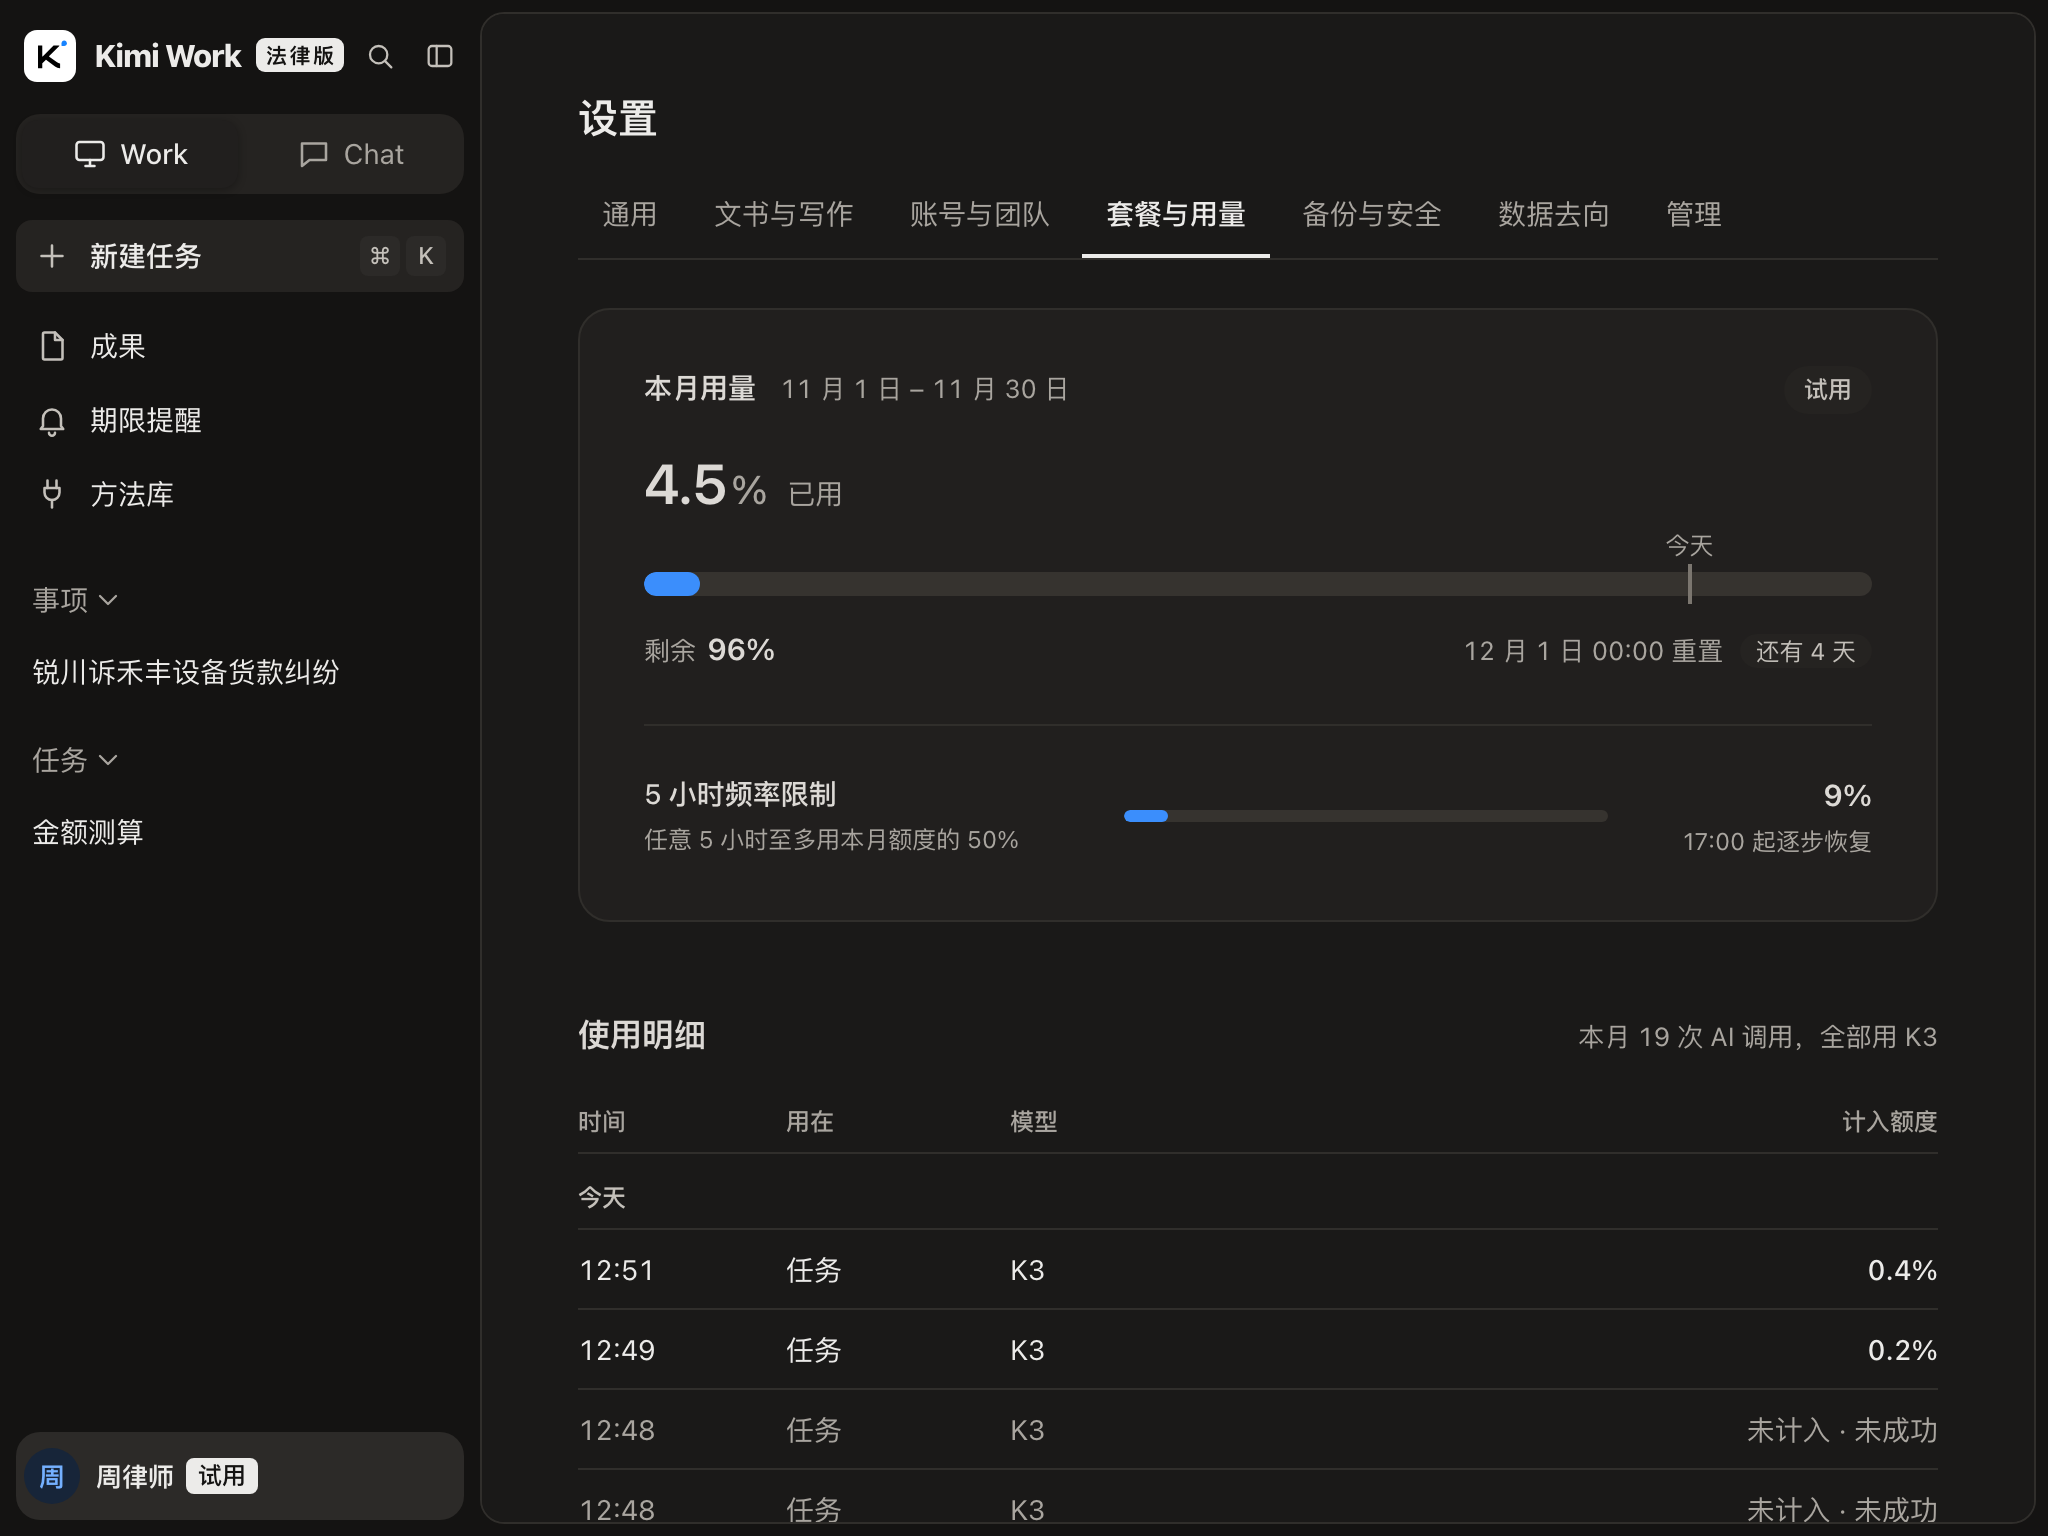 Kimi Work 法律版
Work
Chat
新建任务 ⌘ K
成果
期限提醒
方法库
事项
锐川诉禾丰设备货款纠纷
任务
金额测算
周 周律师 试用
设置
通用 文书与写作 账号与团队 套餐与用量 备份与安全 数据去向 管理
本月用量 11 月 1 日 – 11 月 30 日 试用
4.5% 已用
今天
剩余 96% 12 月 1 日 00:00 重置 还有 4 天
5 小时频率限制 9%
任意 5 小时至多用本月额度的 50% 17:00 起逐步恢复
使用明细 本月 19 次 AI 调用，全部用 K3
时间 用在 模型 计入额度
今天
12:51 任务 K3 0.4%
12:49 任务 K3 0.2%
12:48 任务 K3 未计入 · 未成功
12:48 任务 K3 未计入 · 未成功